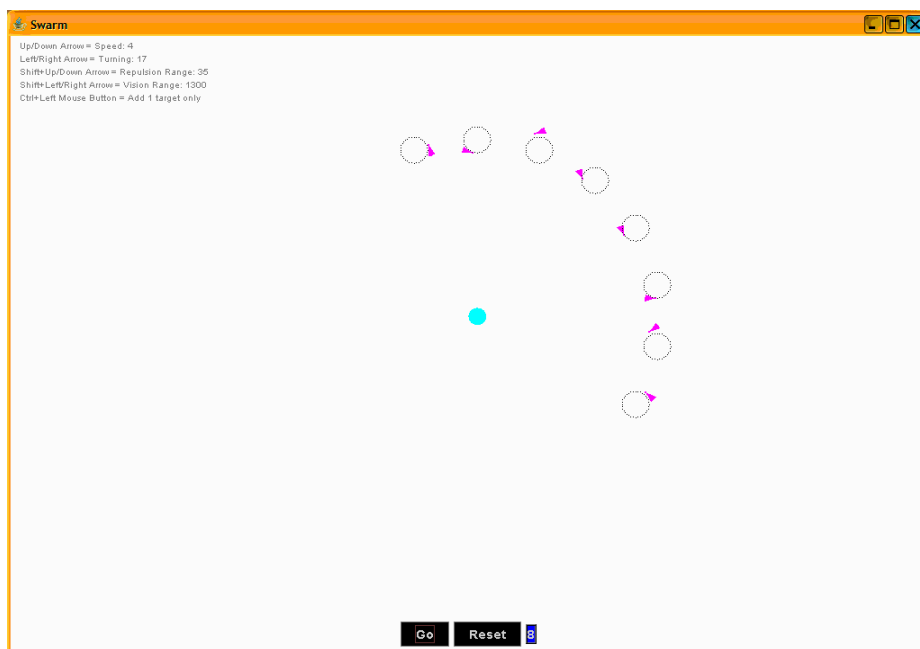 Swarm
Up/Down Arrow = Speed: 4
Left/Right Arrow = Turning: 17
Shift+Up/Down Arrow = Repulsion Range: 35
Shift+Left/Right Arrow = Vision Range: 1300
Ctrl+Left Mouse Button = Add 1 target only
Go Reset 8